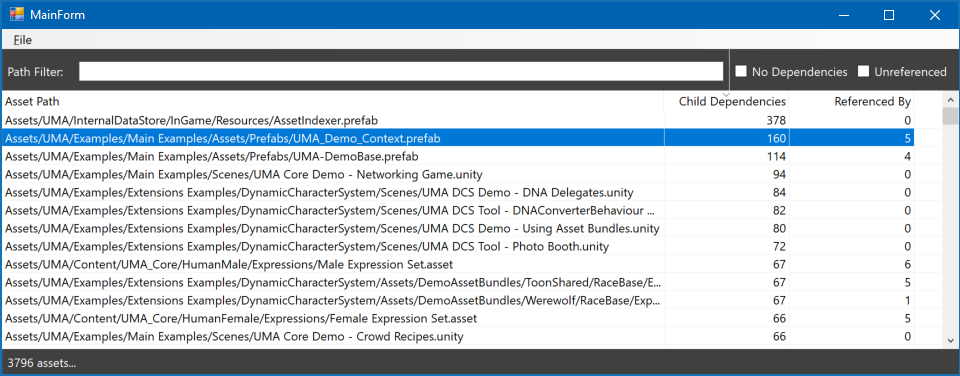 MainForm
File
Path Filter: No Dependencies Unreferenced
Asset Path Child Dependencies Referenced By
Assets/UMA/InternalDataStore/InGame/Resources/AssetIndexer.prefab 378 0
Assets/UMA/Examples/Main Examples/Assets/Prefabs/UMA_Demo_Context.prefab 160 5
Assets/UMA/Examples/Main Examples/Assets/Prefabs/UMA-DemoBase.prefab 114 4
Assets/UMA/Examples/Main Examples/Scenes/UMA Core Demo - Networking Game.unity 94 0
Assets/UMA/Examples/Extensions Examples/DynamicCharacterSystem/Scenes/UMA DCS Demo - DNA Delegates.unity 84 0
Assets/UMA/Examples/Extensions Examples/DynamicCharacterSystem/Scenes/UMA DCS Tool - DNAConverterBehaviour ... 82 0
Assets/UMA/Examples/Extensions Examples/DynamicCharacterSystem/Scenes/UMA DCS Demo - Using Asset Bundles.unity 80 0
Assets/UMA/Examples/Extensions Examples/DynamicCharacterSystem/Scenes/UMA DCS Tool - Photo Booth.unity 72 0
Assets/UMA/Content/UMA_Core/HumanMale/Expressions/Male Expression Set.asset 67 6
Assets/UMA/Examples/Extensions Examples/DynamicCharacterSystem/Assets/DemoAssetBundles/ToonShared/RaceBase/E... 67 5
Assets/UMA/Examples/Extensions Examples/DynamicCharacterSystem/Assets/DemoAssetBundles/Werewolf/RaceBase/Exp... 67 1
Assets/UMA/Content/UMA_Core/HumanFemale/Expressions/Female Expression Set.asset 66 5
Assets/UMA/Examples/Main Examples/Scenes/UMA Core Demo - Crowd Recipes.unity 66 0
3796 assets...